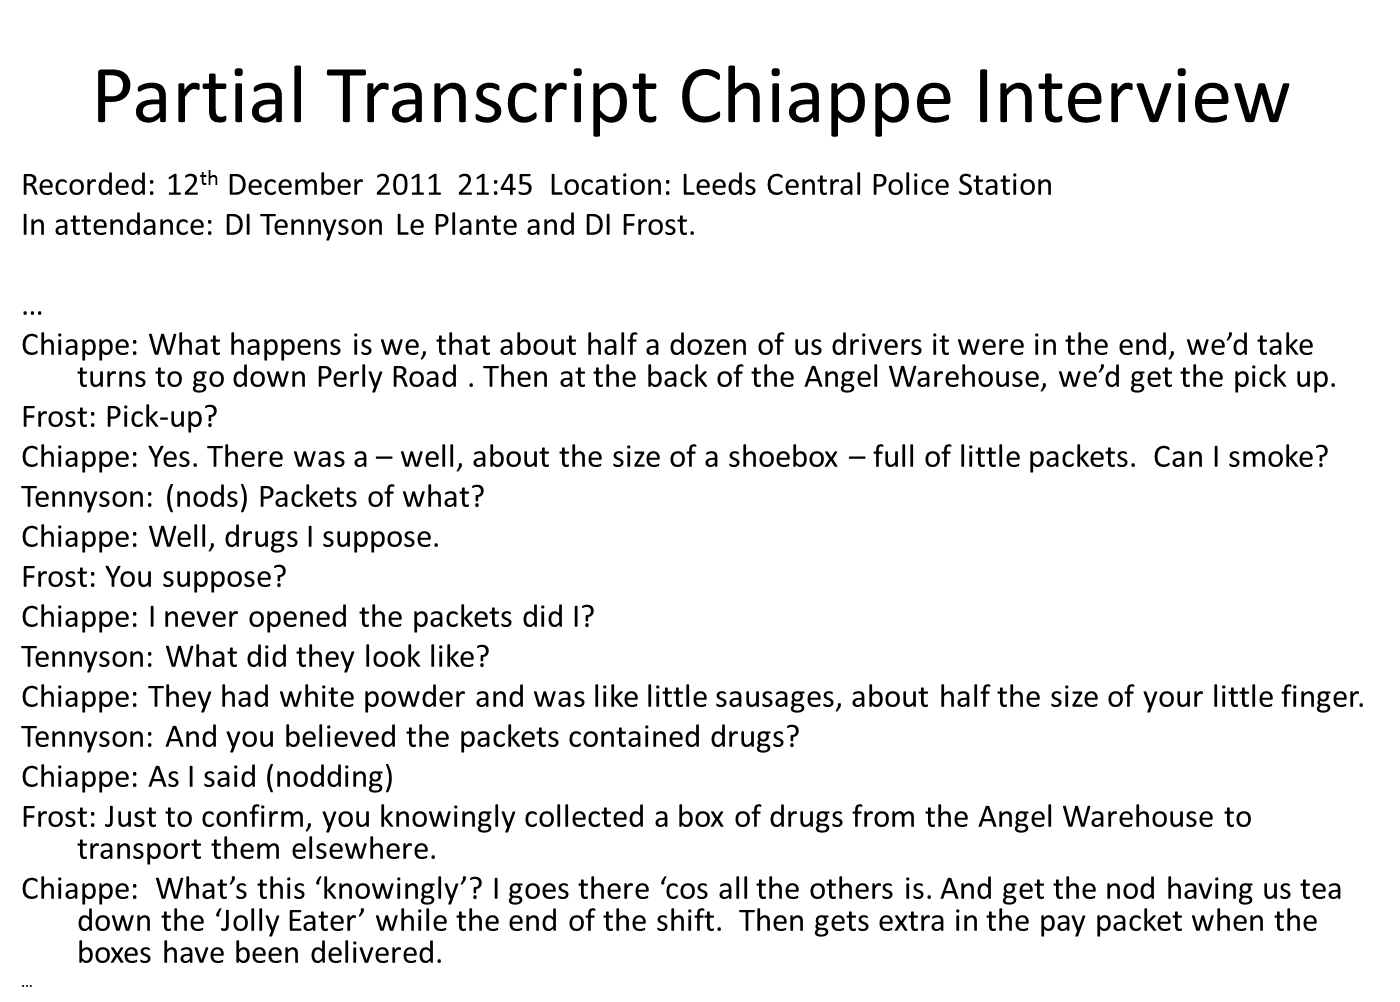 Partial Transcript Chiappe Interview
Recorded: 12th December 2011 21:45 Location: Leeds Central Police Station
In attendance: DI Tennyson Le Plante and DI Frost.
…
Chiappe: What happens is we, that about half a dozen of us drivers it were in the end, we’d take
turns to go down Perly Road . Then at the back of the Angel Warehouse, we’d get the pick up.
Frost: Pick-up?
Chiappe: Yes. There was a – well, about the size of a shoebox – full of little packets. Can I smoke?
Tennyson: (nods) Packets of what?
Chiappe: Well, drugs I suppose.
Frost: You suppose?
Chiappe: I never opened the packets did I?
Tennyson: What did they look like?
Chiappe: They had white powder and was like little sausages, about half the size of your little finger.
Tennyson: And you believed the packets contained drugs?
Chiappe: As I said (nodding)
Frost: Just to confirm, you knowingly collected a box of drugs from the Angel Warehouse to
transport them elsewhere.
Chiappe: What’s this ‘knowingly’? I goes there ‘cos all the others is. And get the nod having us tea
down the ‘Jolly Eater’ while the end of the shift. Then gets extra in the pay packet when the
boxes have been delivered.
…